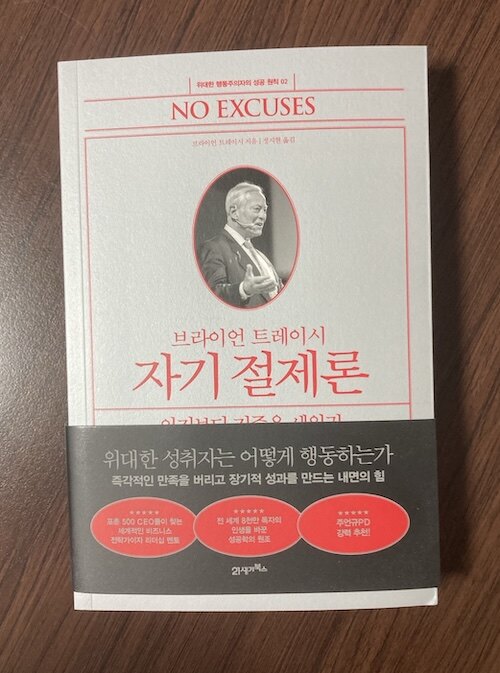 위대한 행동주의자의 성공 원칙 02
NO EXCUSES
브라이언 트레이시 지음 | 정지현 옮김
브라이언 트레이시
자기 절제론
위대한 성취자는 어떻게 행동하는가
즉각적인 만족을 버리고 장기적 성과를 만드는 내면의 힘
★★★★★
포춘 500 CEO들이 찾는
세계적인 비즈니스
전략가이자 리더십 멘토
★★★★★
전 세계 8천만 독자의
인생을 바꾼
성공학의 원조
★★★★★
주언규PD
강력 추천!
21세기북스